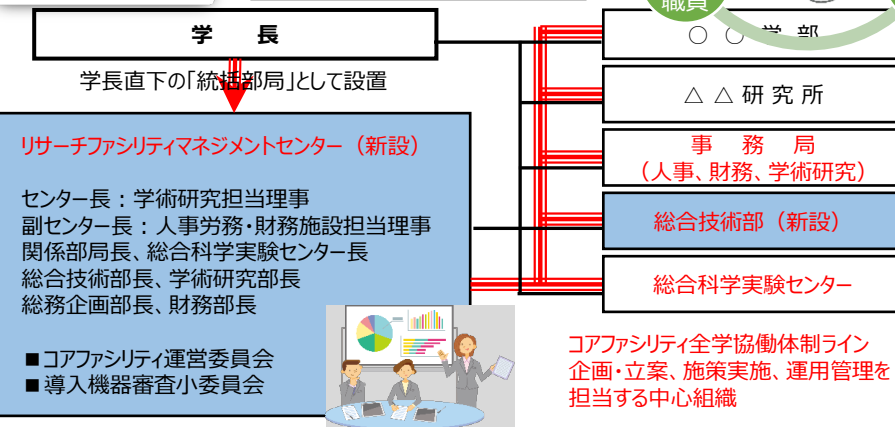 職員
学　長
学長直下の「統括部局」として設置
リサーチファシリティマネジメントセンター（新設）
センター長：学術研究担当理事
副センター長：人事労務・財務施設担当理事
関係部局長、総合科学実験センター長
総合技術部長、学術研究部長
総務企画部長、財務部長
■コアファシリティ運営委員会
■導入機器審査小委員会
○ ○ 学 部
△ △ 研 究 所
事　務　局
（人事、財務、学術研究）
総合技術部（新設）
総合科学実験センター
コアファシリティ全学協働体制ライン
企画・立案、施策実施、運用管理を
担当する中心組織